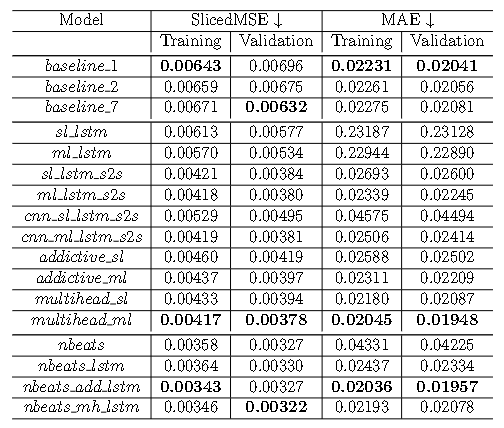 Model SlicedMSE ↓ MAE ↓
Training Validation Training Validation
baseline_1 0.00643 0.00696 0.02231 0.02041
baseline_2 0.00659 0.00675 0.02261 0.02056
baseline_7 0.00671 0.00632 0.02275 0.02081
sl_lstm 0.00613 0.00577 0.23187 0.23128
ml_lstm 0.00570 0.00534 0.22944 0.22890
sl_lstm_s2s 0.00421 0.00384 0.02693 0.02600
ml_lstm_s2s 0.00418 0.00380 0.02339 0.02245
cnn_sl_lstm_s2s 0.00529 0.00495 0.04575 0.04494
cnn_ml_lstm_s2s 0.00419 0.00381 0.02506 0.02414
addictive_sl 0.00460 0.00419 0.02588 0.02502
addictive_ml 0.00437 0.00397 0.02311 0.02209
multihead_sl 0.00433 0.00394 0.02180 0.02087
multihead_ml 0.00417 0.00378 0.02045 0.01948
nbeats 0.00358 0.00327 0.04331 0.04225
nbeats_lstm 0.00364 0.00330 0.02437 0.02334
nbeats_add_lstm 0.00343 0.00327 0.02036 0.01957
nbeats_mh_lstm 0.00346 0.00322 0.02193 0.02078